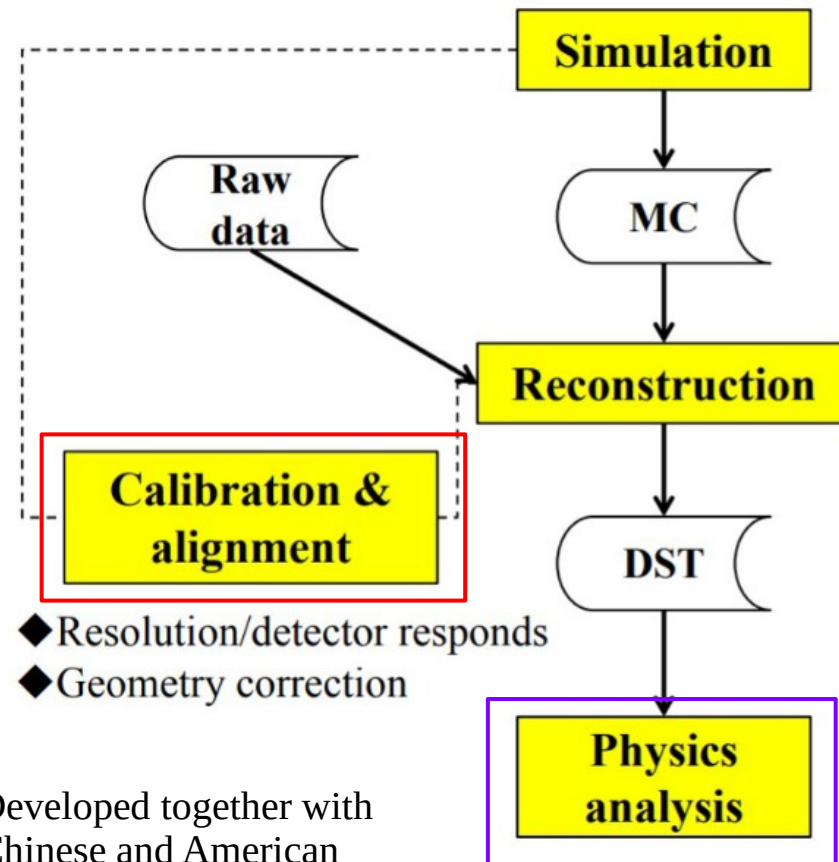 Simulation
Raw
data
MC
Reconstruction
Calibration &
alignment
DST
◆Resolution/detector responds
◆Geometry correction
Physics
analysis
Developed together with
Chinese and American